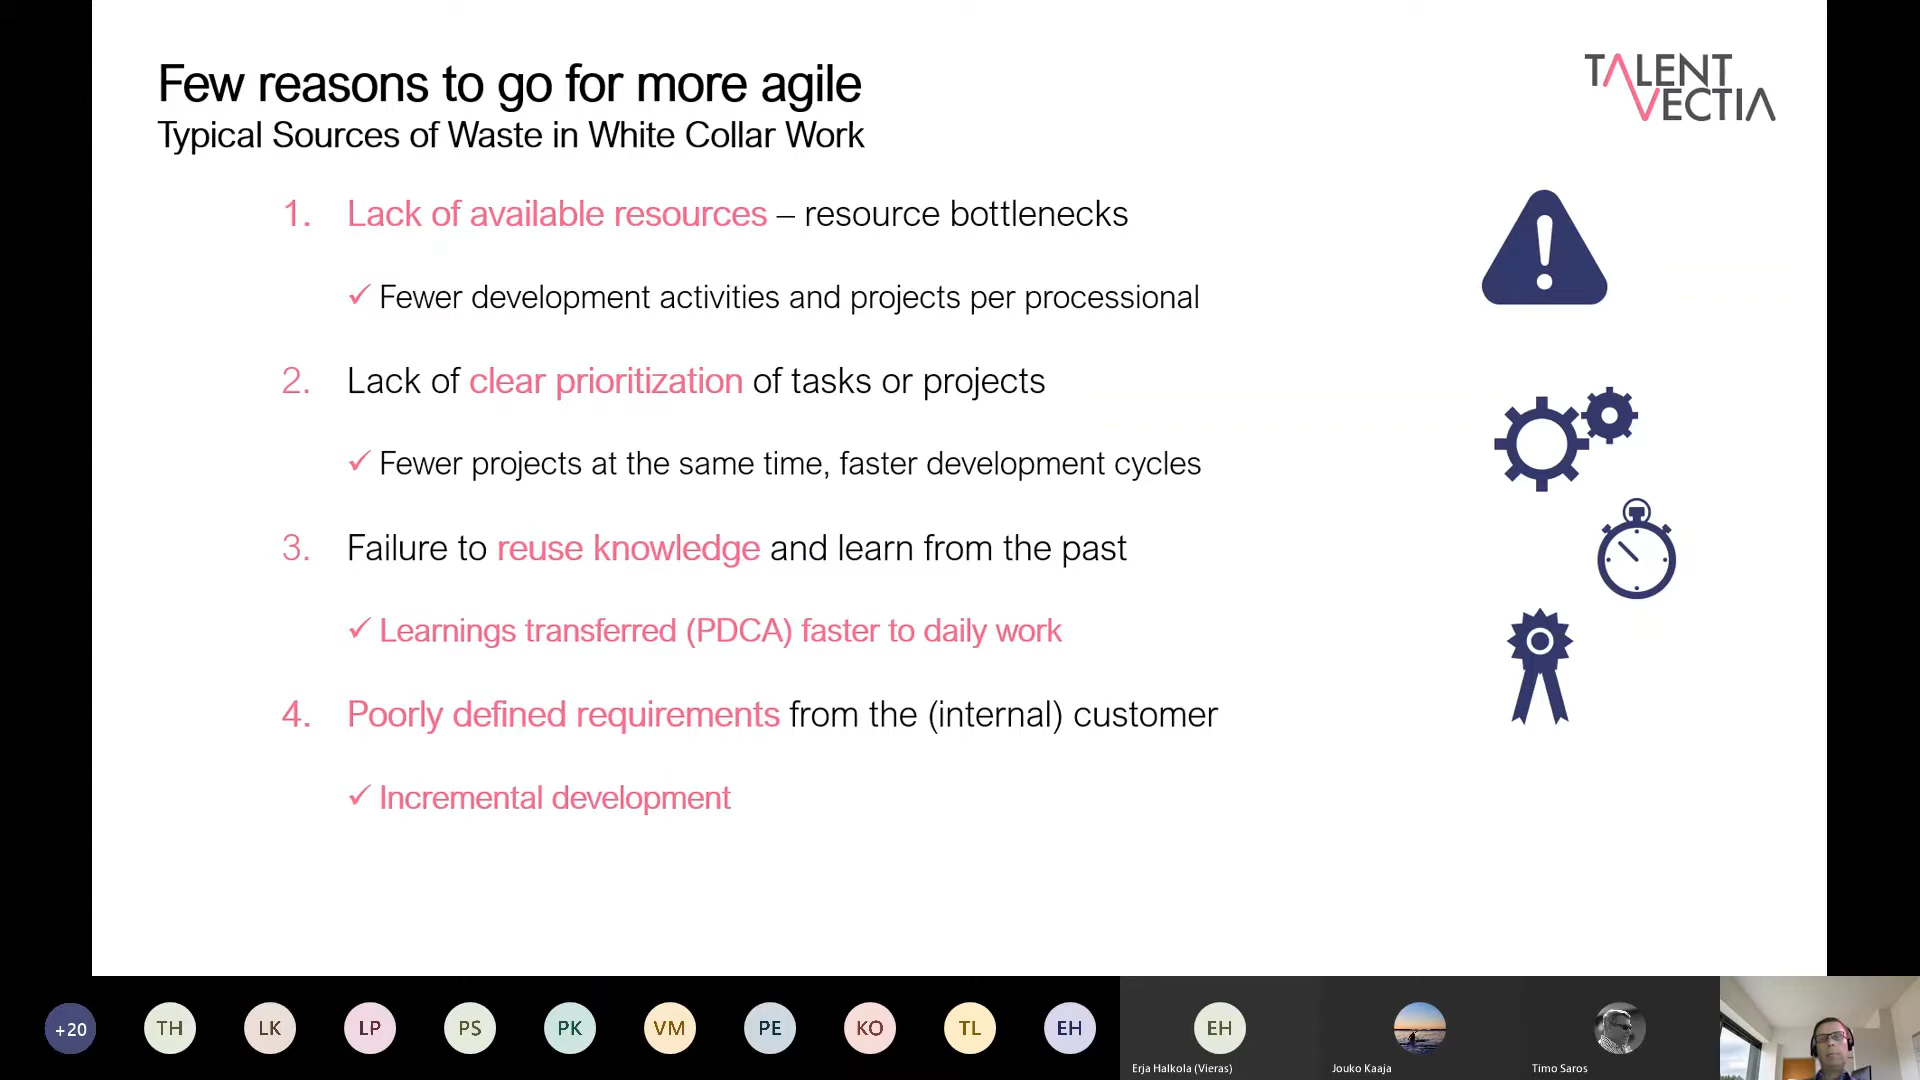 Few reasons to go for more agile
Typical Sources of Waste in White Collar Work
TALENT
VECTIA
1. Lack of available resources – resource bottlenecks
✓ Fewer development activities and projects per processional
2. Lack of clear prioritization of tasks or projects
✓ Fewer projects at the same time, faster development cycles
3. Failure to reuse knowledge and learn from the past
✓ Learnings transferred (PDCA) faster to daily work
4. Poorly defined requirements from the (internal) customer
✓ Incremental development
+20 TH LK LP PS PK VM PE KO TL EH EH
Erja Halkola (Vieras) Jouko Kaaja Timo Saros